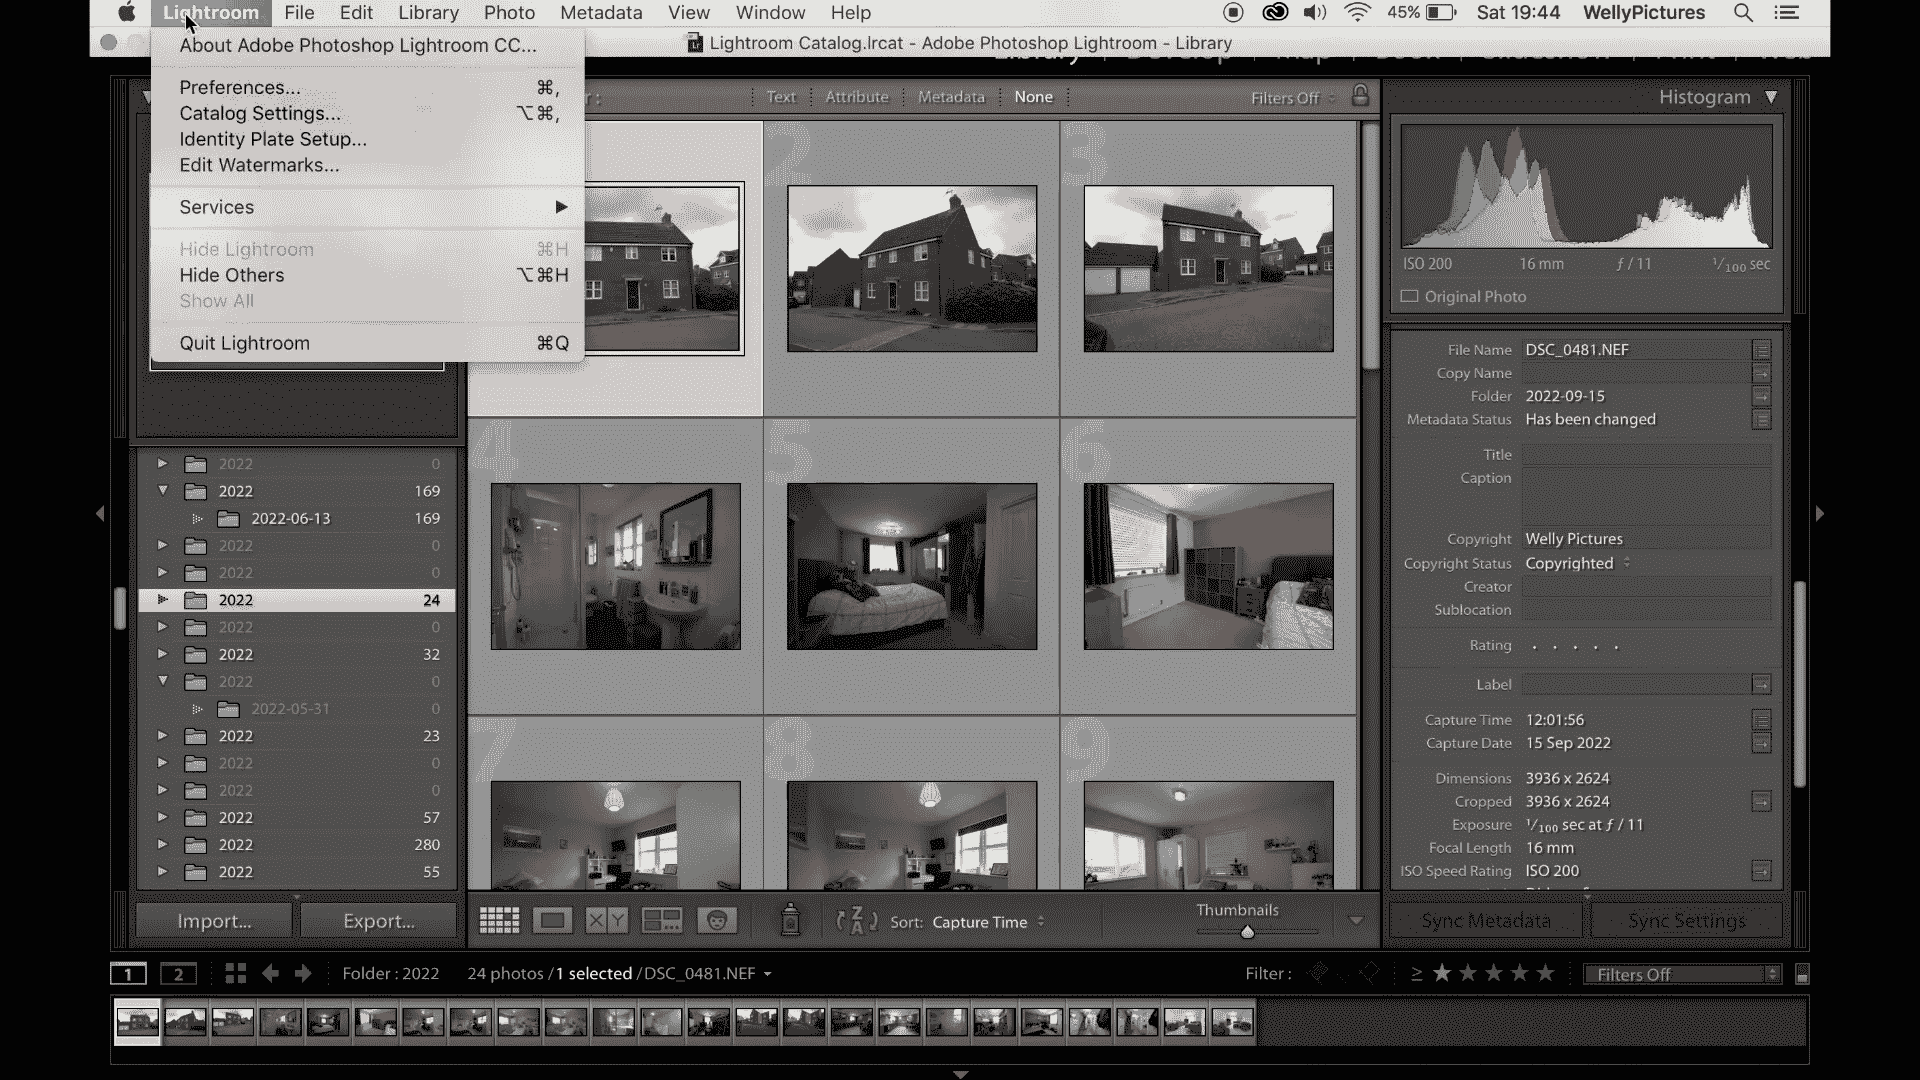 Lightroom File Edit Library Photo Metadata View Window Help 45% Sat 19:44 WellyPictures
Lightroom Catalog.lrcat - Adobe Photoshop Lightroom - Library
About Adobe Photoshop Lightroom CC...
Preferences... ⌘,
Catalog Settings... ⌥⌘,
Identity Plate Setup...
Edit Watermarks...
Services ▶
Hide Lightroom ⌘H
Hide Others ⌥⌘H
Show All
Quit Lightroom ⌘Q
Text Attribute Metadata None Filters Off
2 3
4 5 6
7 8 9
2022 0
2022 169
2022-06-13 169
2022 0
2022 0
2022 24
2022 0
2022 32
2022 0
2022-05-31 0
2022 23
2022 0
2022 0
2022 57
2022 280
2022 55
Import... Export...
Sort: Capture Time
Thumbnails
Histogram
ISO 200 16 mm ƒ / 11 1/100 sec
Original Photo
File Name DSC_0481.NEF
Copy Name
Folder 2022-09-15
Metadata Status Has been changed
Title
Caption
Copyright Welly Pictures
Copyright Status Copyrighted
Creator
Sublocation
Rating . . . . .
Label
Capture Time 12:01:56
Capture Date 15 Sep 2022
Dimensions 3936 x 2624
Cropped 3936 x 2624
Exposure 1/100 sec at ƒ / 11
Focal Length 16 mm
ISO Speed Rating ISO 200
Sync Metadata Sync Settings
1 2 Folder : 2022 24 photos / 1 selected / DSC_0481.NEF Filter : ≥ ★★★★★ Filters Off